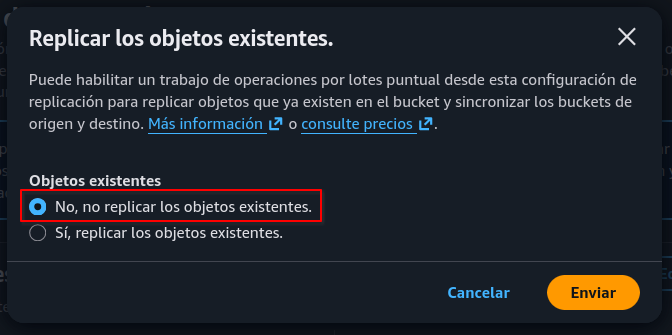 Replicar los objetos existentes.
Puede habilitar un trabajo de operaciones por lotes puntual desde esta configuración de
replicación para replicar objetos que ya existen en el bucket y sincronizar los buckets de
origen y destino. Más información o consulte precios.
Objetos existentes
No, no replicar los objetos existentes.
Sí, replicar los objetos existentes.
Cancelar
Enviar